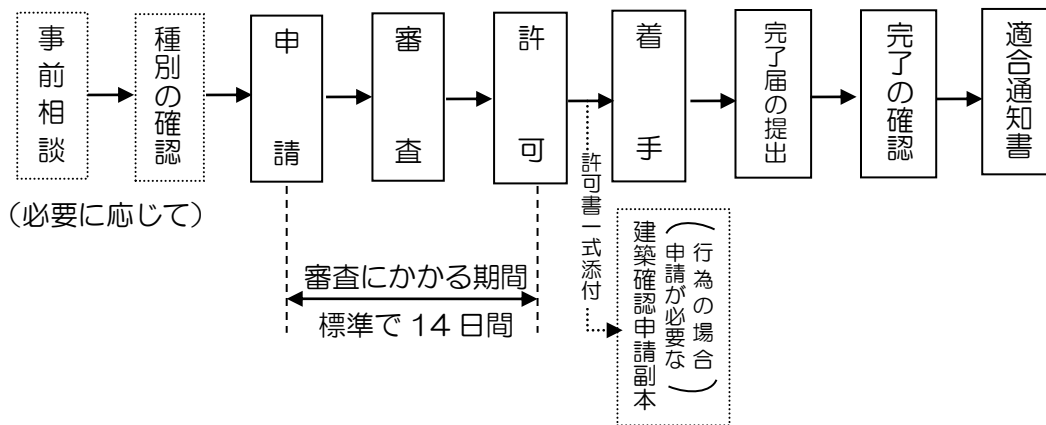 事前相談
種別の確認
申請
審査
許可
着手
完了届の提出
完了の確認
適合通知書
（必要に応じて）
審査にかかる期間
標準で 14 日間
許可書一式添付
建築確認申請副本
（申請が必要な
行為の場合）